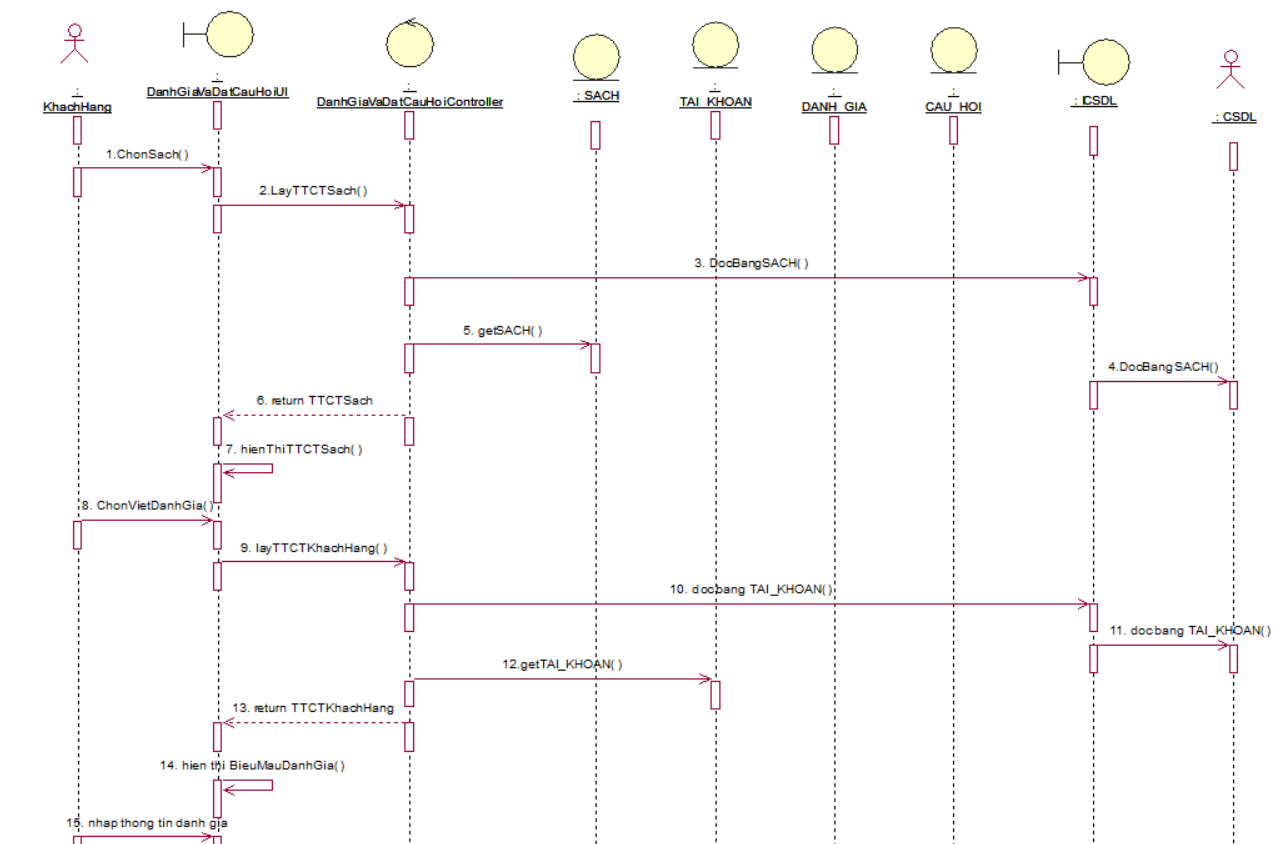 :
KhachHang
:
DanhGiaVaDatCauHoiUI
:
DanhGiaVaDatCauHoiController
: SACH
:
TAI_KHOAN
:
DANH_GIA
:
CAU_HOI
: ICSDL
: CSDL
1.ChonSach( )
2.LayTTCTSach( )
3. DocBangSACH( )
5. getSACH( )
4.DocBangSACH()
6. return TTCTSach
7. hienThiTTCTSach( )
8. ChonVietDanhGia( )
9. layTTCTKhachHang( )
10. docbang TAI_KHOAN( )
11. docbang TAI_KHOAN( )
12.getTAI_KHOAN( )
13. return TTCTKhachHang
14. hien thi BieuMauDanhGia( )
15. nhap thong tin danh gia